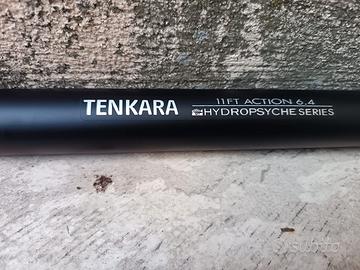 TENKARA
11FT ACTION 6.4
HYDROPSYCHE SERIES